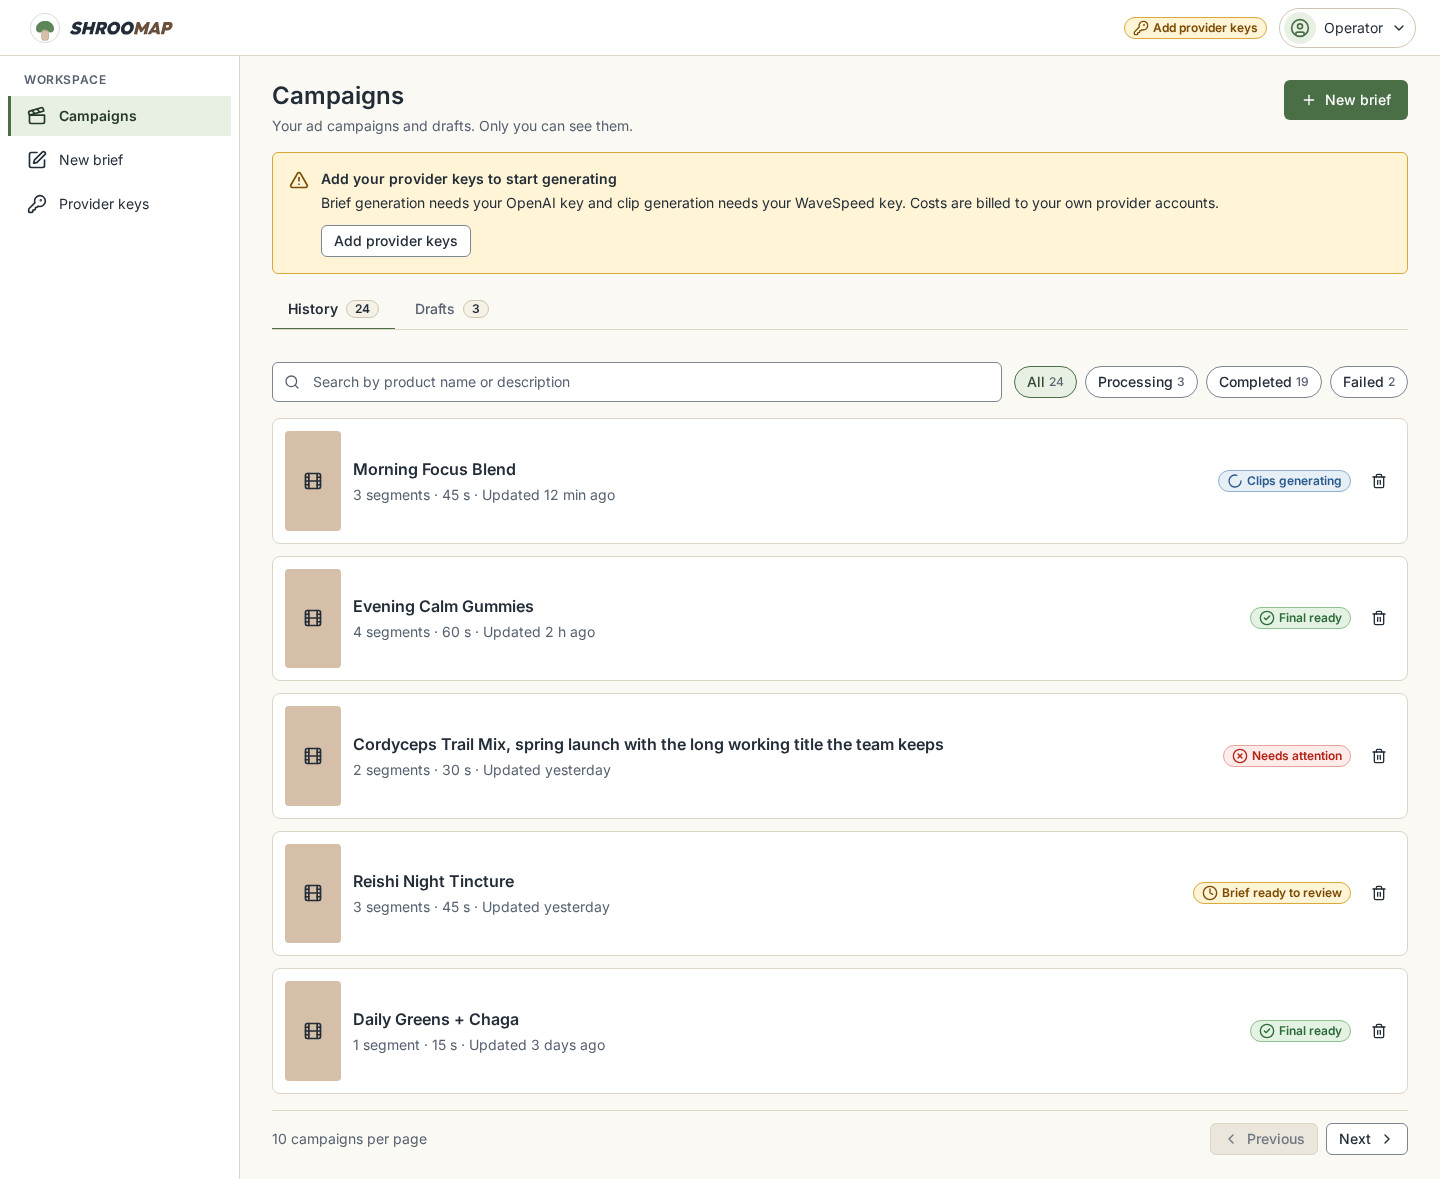 SHROOMAP
Add provider keys
Operator
WORKSPACE
Campaigns
New brief
Provider keys
Campaigns
Your ad campaigns and drafts. Only you can see them.
New brief
Add your provider keys to start generating
Brief generation needs your OpenAI key and clip generation needs your WaveSpeed key. Costs are billed to your own provider accounts.
Add provider keys
History 24
Drafts 3
Search by product name or description
All 24
Processing 3
Completed 19
Failed 2
Morning Focus Blend
3 segments · 45 s · Updated 12 min ago
Clips generating
Evening Calm Gummies
4 segments · 60 s · Updated 2 h ago
Final ready
Cordyceps Trail Mix, spring launch with the long working title the team keeps
2 segments · 30 s · Updated yesterday
Needs attention
Reishi Night Tincture
3 segments · 45 s · Updated yesterday
Brief ready to review
Daily Greens + Chaga
1 segment · 15 s · Updated 3 days ago
Final ready
10 campaigns per page
Previous
Next